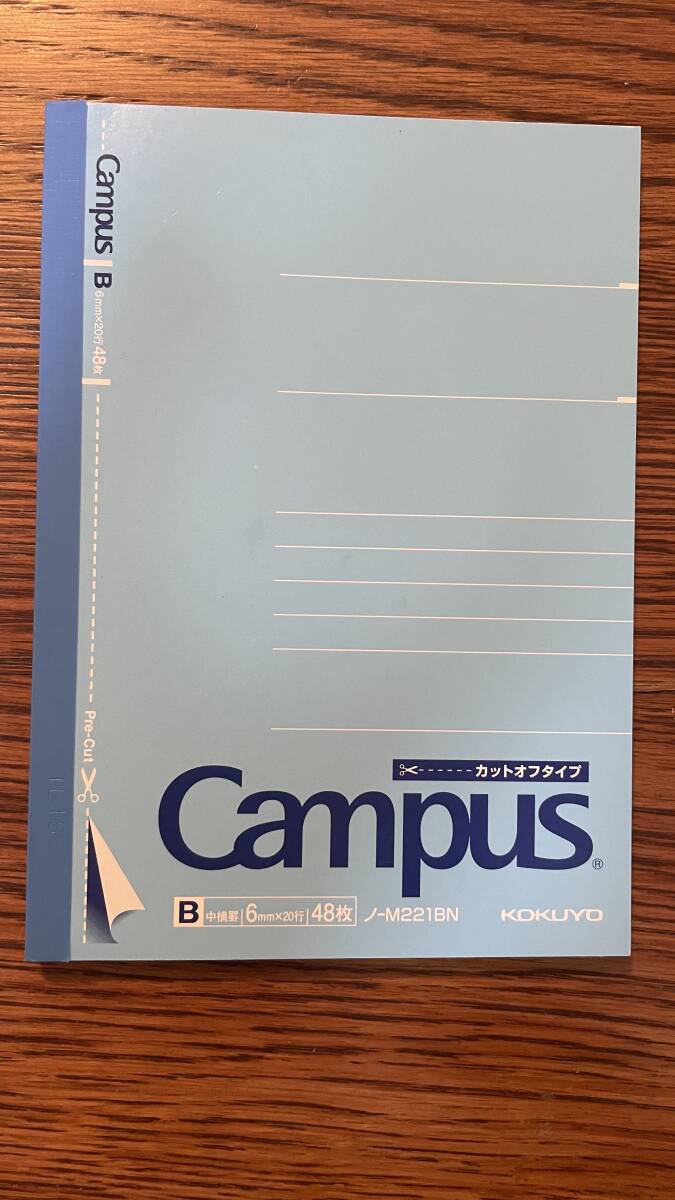 Campus
B
6mm×20行 48枚
Pre-Cut
カットオフタイプ
Campus®
B 中横罫 6mm×20行 48枚 ノ-M221BN KOKUYO